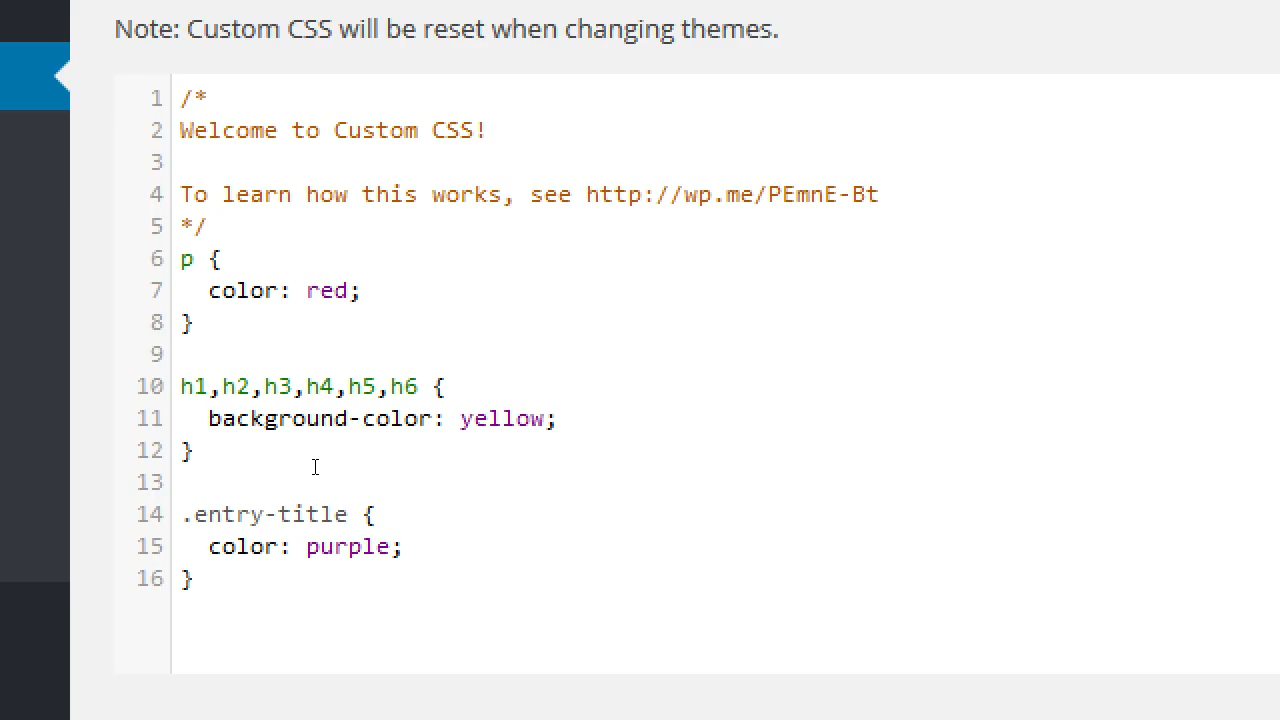 Note: Custom CSS will be reset when changing themes.
1 /*
2 Welcome to Custom CSS!
3
4 To learn how this works, see http://wp.me/PEmnE-Bt
5 */
6 p {
7   color: red;
8 }
9
10 h1,h2,h3,h4,h5,h6 {
11   background-color: yellow;
12 }
13
14 .entry-title {
15   color: purple;
16 }